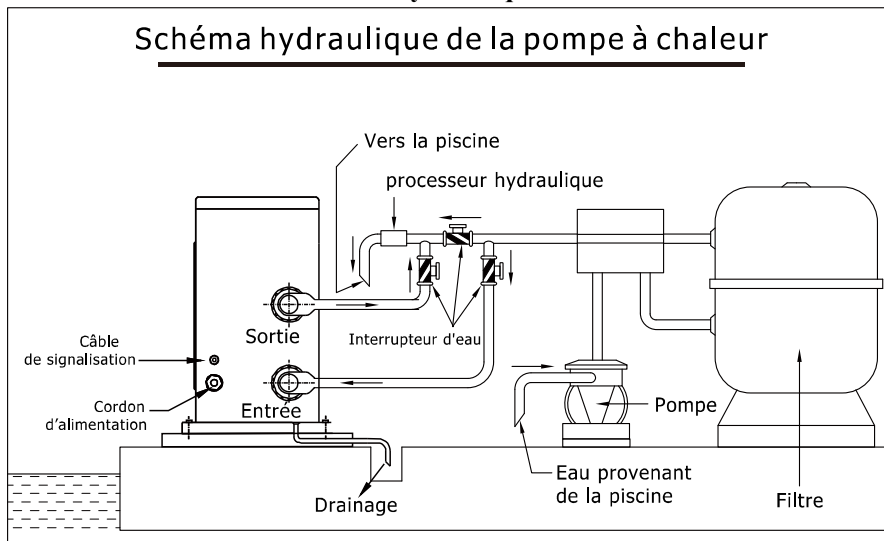 Schéma hydraulique de la pompe à chaleur
Vers la piscine
processeur hydraulique
Sortie
Interrupteur d'eau
Câble
de signalisation
Cordon
d'alimentation
Entrée
Pompe
Drainage
Eau provenant
de la piscine
Filtre